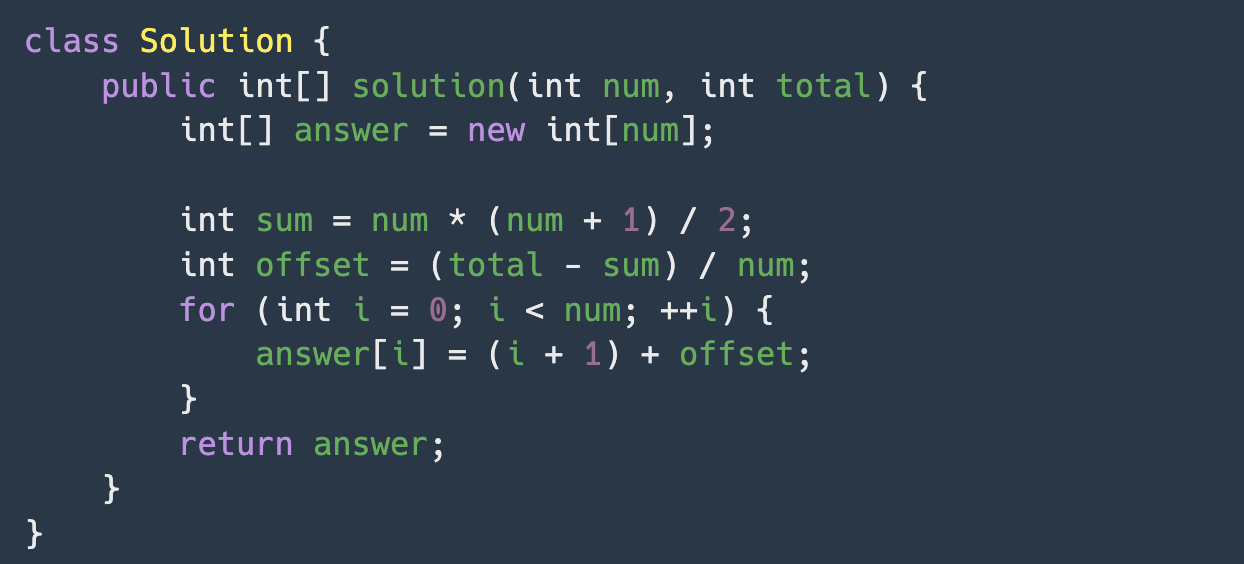 class Solution {
    public int[] solution(int num, int total) {
        int[] answer = new int[num];

        int sum = num * (num + 1) / 2;
        int offset = (total - sum) / num;
        for (int i = 0; i < num; ++i) {
            answer[i] = (i + 1) + offset;
        }
        return answer;
    }
}